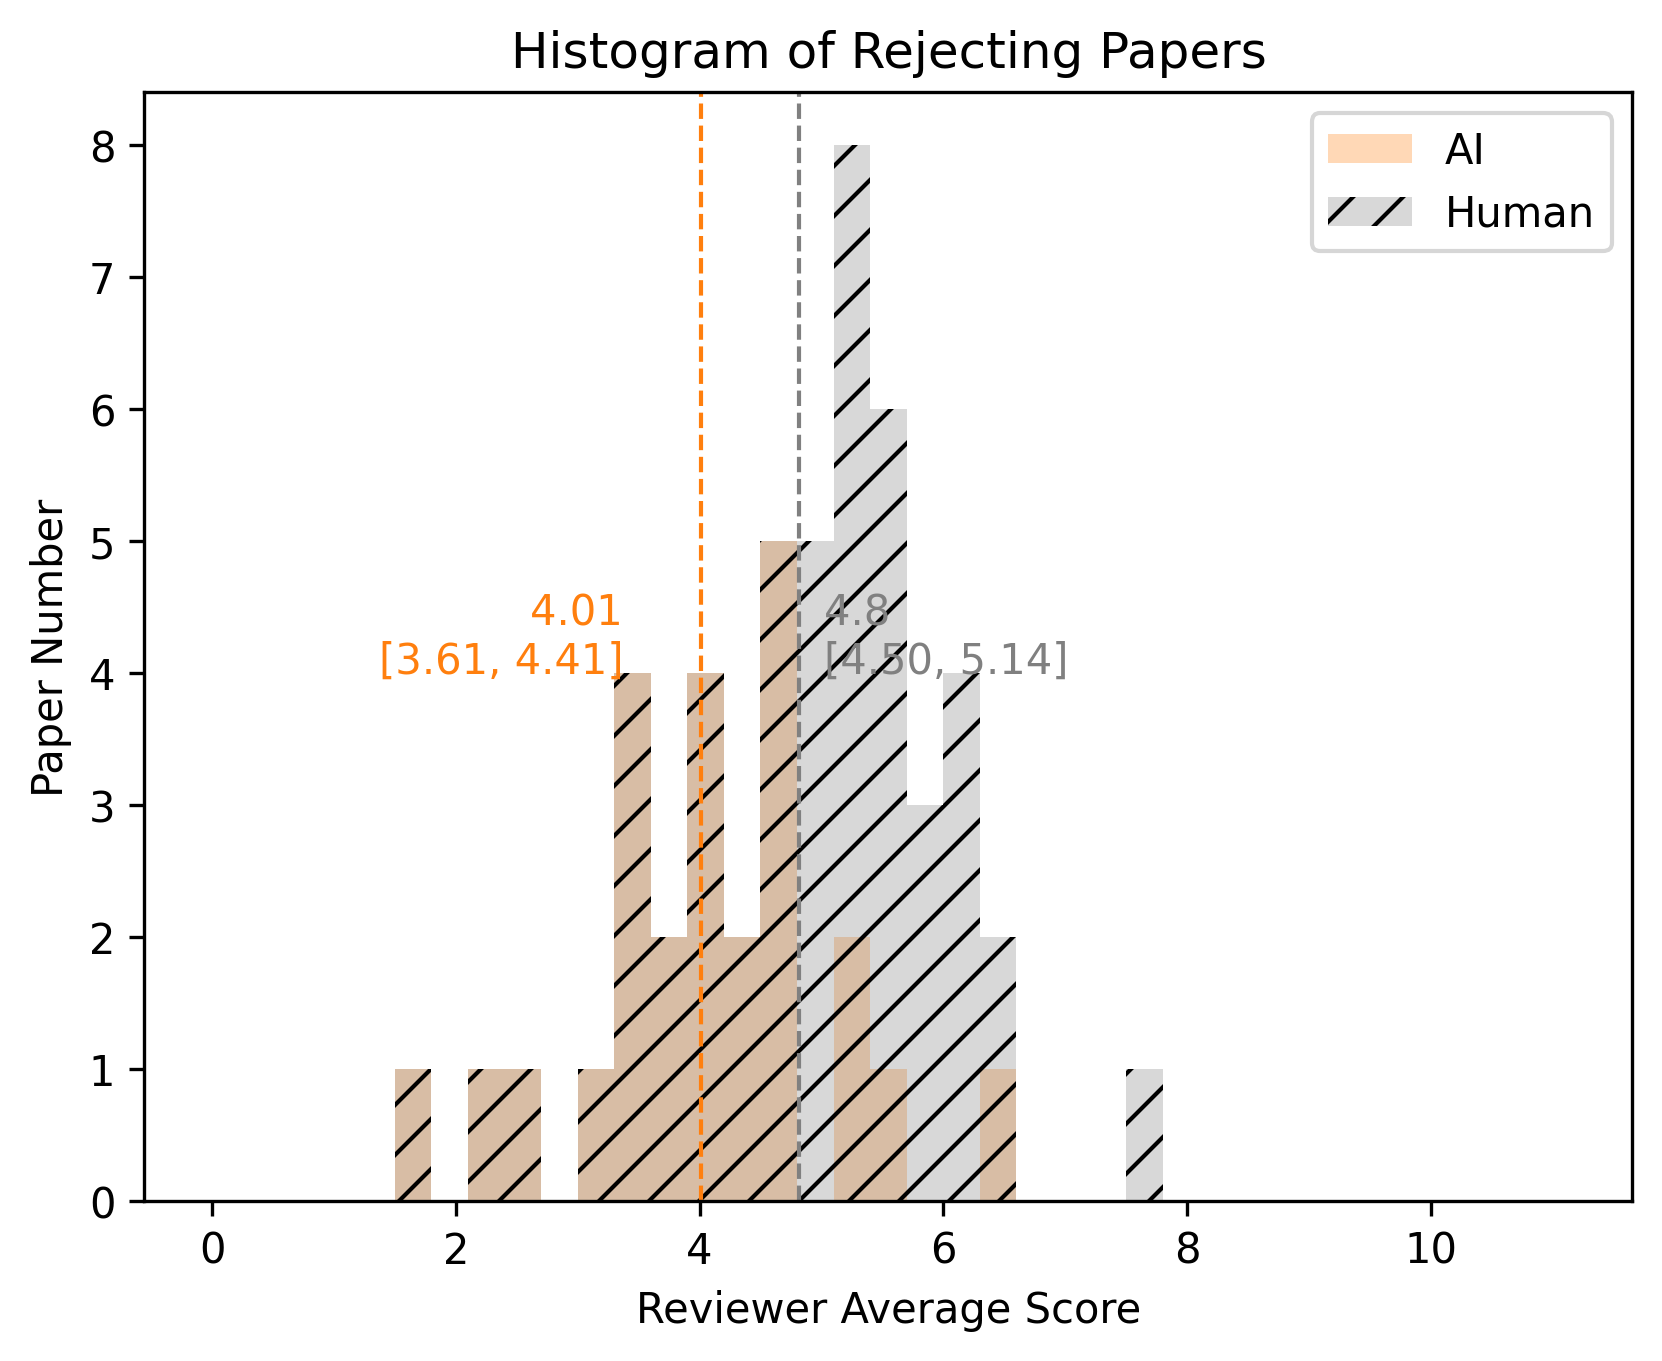 Histogram of Rejecting Papers
AI
Human
8
7
6
5
4
3
2
1
0
Paper Number
4.01
[3.61, 4.41]
4.8
[4.50, 5.14]
0 2 4 6 8 10
Reviewer Average Score